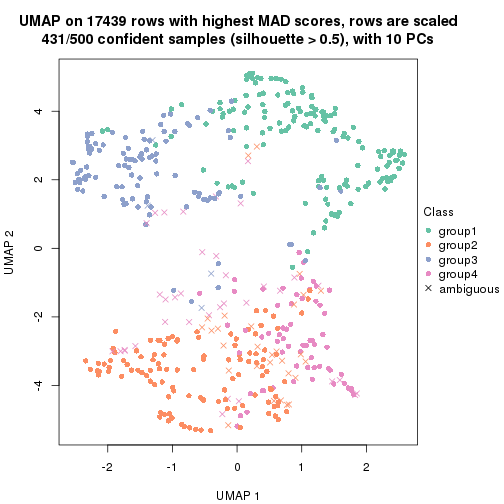 UMAP on 17439 rows with highest MAD scores, rows are scaled
431/500 confident samples (silhouette > 0.5), with 10 PCs
4
2
0
-2
-4
UMAP 2
-2
-1
0
1
2
UMAP 1
Class
group1
group2
group3
group4
ambiguous